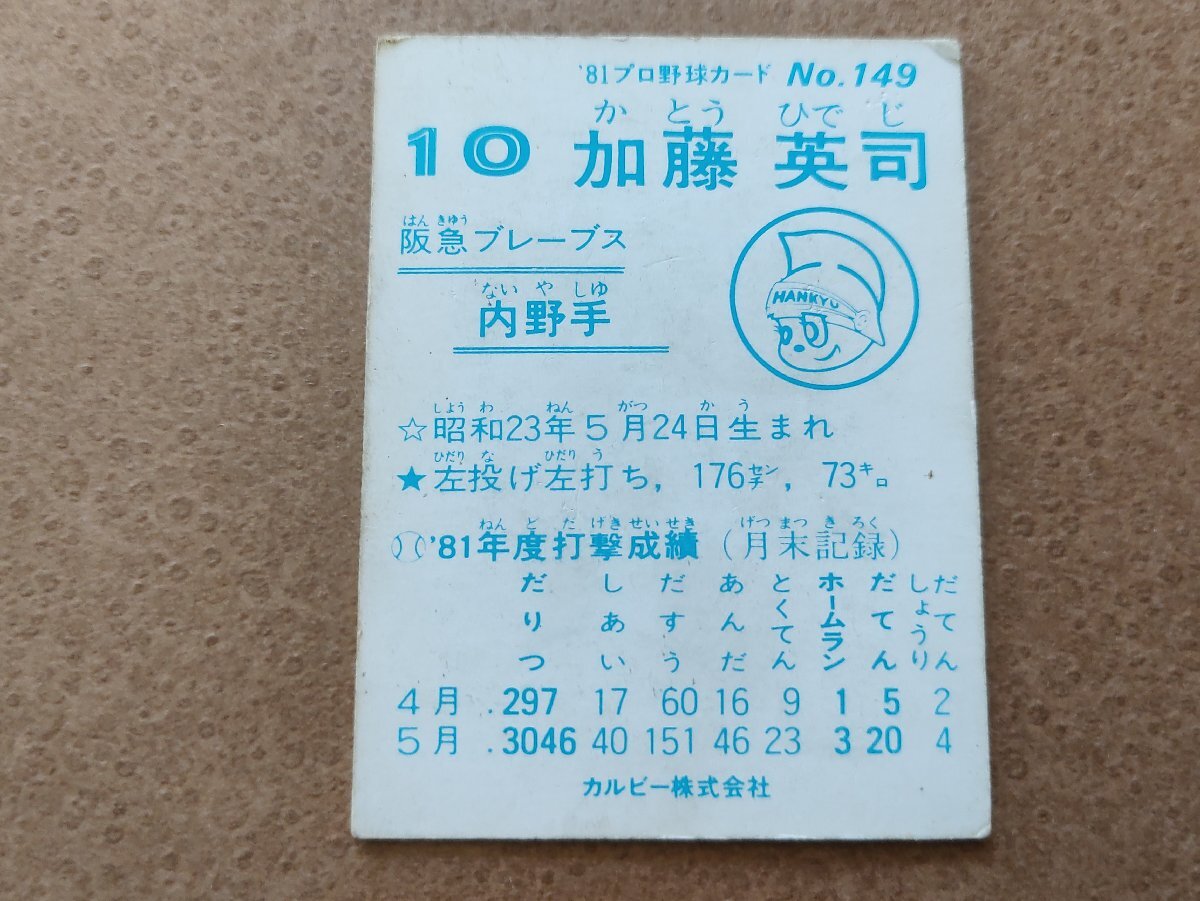 '81プロ野球カード No.149
かとう ひでじ
10 加藤 英司
はんきゆう
阪急ブレーブス
ないやしゆ
内野手
HANKYU
しようわ ねん がつ か う
☆昭和23年5月24日生まれ
ひだりな ひだりう
★左投げ左打ち，176センチ，73キロ
ねんどだげきせいせき げつまつきろく
'81年度打撃成績（月末記録）
だりつ しあい だすう あんだ とくてん ホームラン だてん しょうりだてん
4月 .297 17 60 16 9 1 5 2
5月 .3046 40 151 46 23 3 20 4
カルビー株式会社